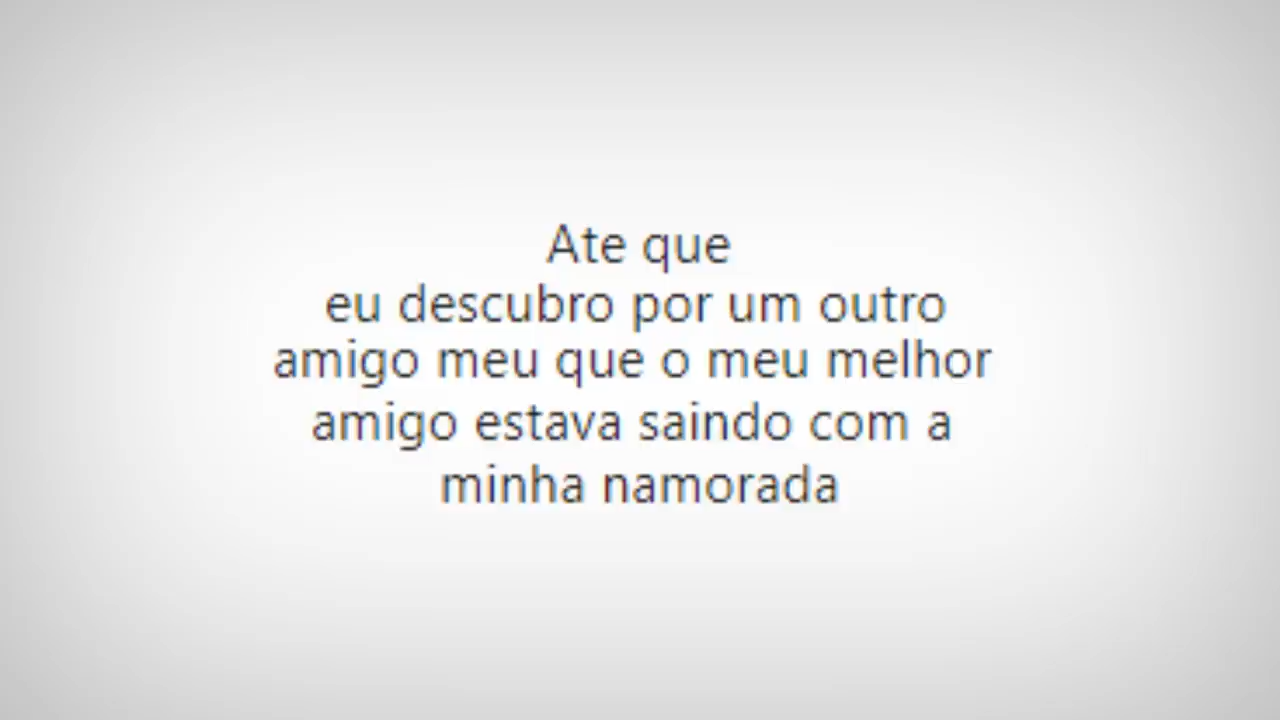 Ate que
eu descubro por um outro
amigo meu que o meu melhor
amigo estava saindo com a
minha namorada